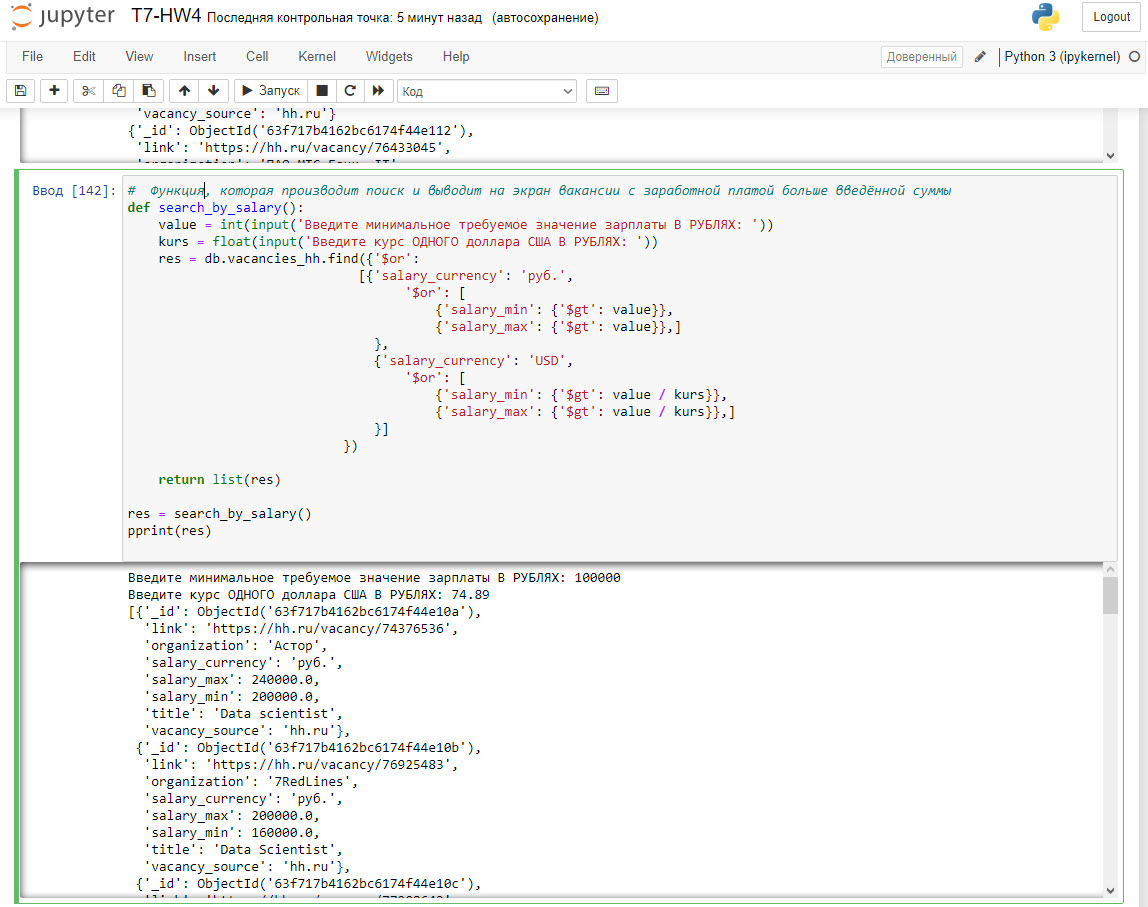 jupyter T7-HW4 Последняя контрольная точка: 5 минут назад (автосохранение)
Logout
File Edit View Insert Cell Kernel Widgets Help
Доверенный Python 3 (ipykernel)
Запуск Код
'vacancy_source': 'hh.ru'}
{'_id': ObjectId('63f717b4162bc6174f44e112'),
'link': 'https://hh.ru/vacancy/76433045',
Ввод [142]:
# Функция, которая производит поиск и выводит на экран вакансии с заработной платой больше введённой суммы
def search_by_salary():
    value = int(input('Введите минимальное требуемое значение зарплаты В РУБЛЯХ: '))
    kurs = float(input('Введите курс ОДНОГО доллара США В РУБЛЯХ: '))
    res = db.vacancies_hh.find({'$or':
                              [{'salary_currency': 'руб.',
                                    '$or': [
                                        {'salary_min': {'$gt': value}},
                                        {'salary_max': {'$gt': value}},]
                                },
                                {'salary_currency': 'USD',
                                    '$or': [
                                        {'salary_min': {'$gt': value / kurs}},
                                        {'salary_max': {'$gt': value / kurs}},]
                                }]
                            })
    return list(res)
res = search_by_salary()
pprint(res)
Введите минимальное требуемое значение зарплаты В РУБЛЯХ: 100000
Введите курс ОДНОГО доллара США В РУБЛЯХ: 74.89
[{'_id': ObjectId('63f717b4162bc6174f44e10a'),
  'link': 'https://hh.ru/vacancy/74376536',
  'organization': 'Астор',
  'salary_currency': 'руб.',
  'salary_max': 240000.0,
  'salary_min': 200000.0,
  'title': 'Data scientist',
  'vacancy_source': 'hh.ru'},
 {'_id': ObjectId('63f717b4162bc6174f44e10b'),
  'link': 'https://hh.ru/vacancy/76925483',
  'organization': '7RedLines',
  'salary_currency': 'руб.',
  'salary_max': 200000.0,
  'salary_min': 160000.0,
  'title': 'Data Scientist',
  'vacancy_source': 'hh.ru'},
 {'_id': ObjectId('63f717b4162bc6174f44e10c'),